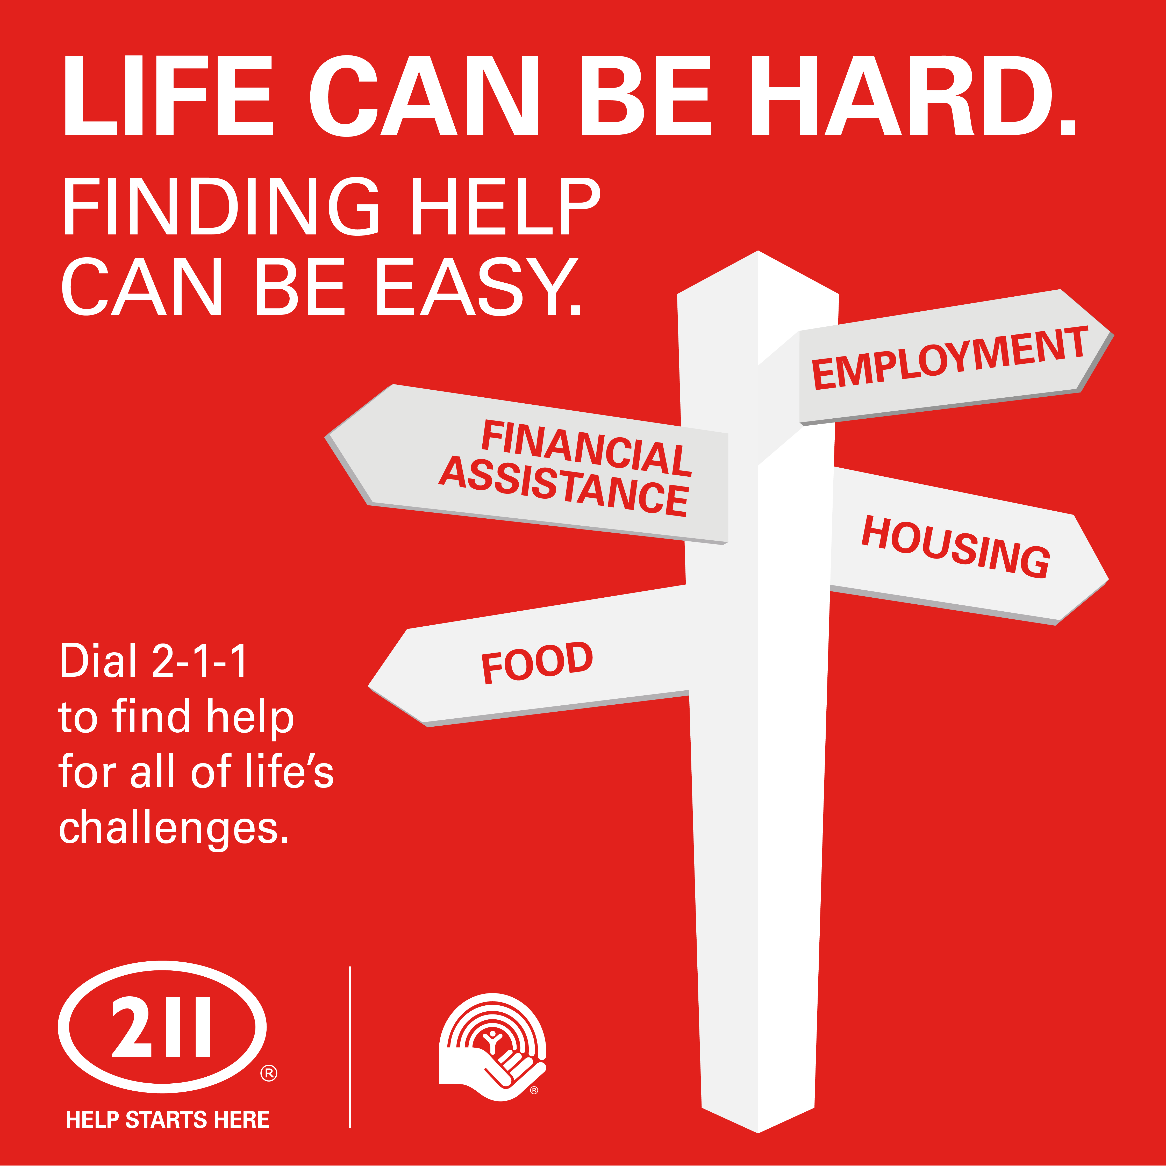 LIFE CAN BE HARD.
FINDING HELP
CAN BE EASY.
EMPLOYMENT
FINANCIAL
ASSISTANCE
HOUSING
FOOD
Dial 2-1-1
to find help
for all of life’s
challenges.
211
®
HELP STARTS HERE
®